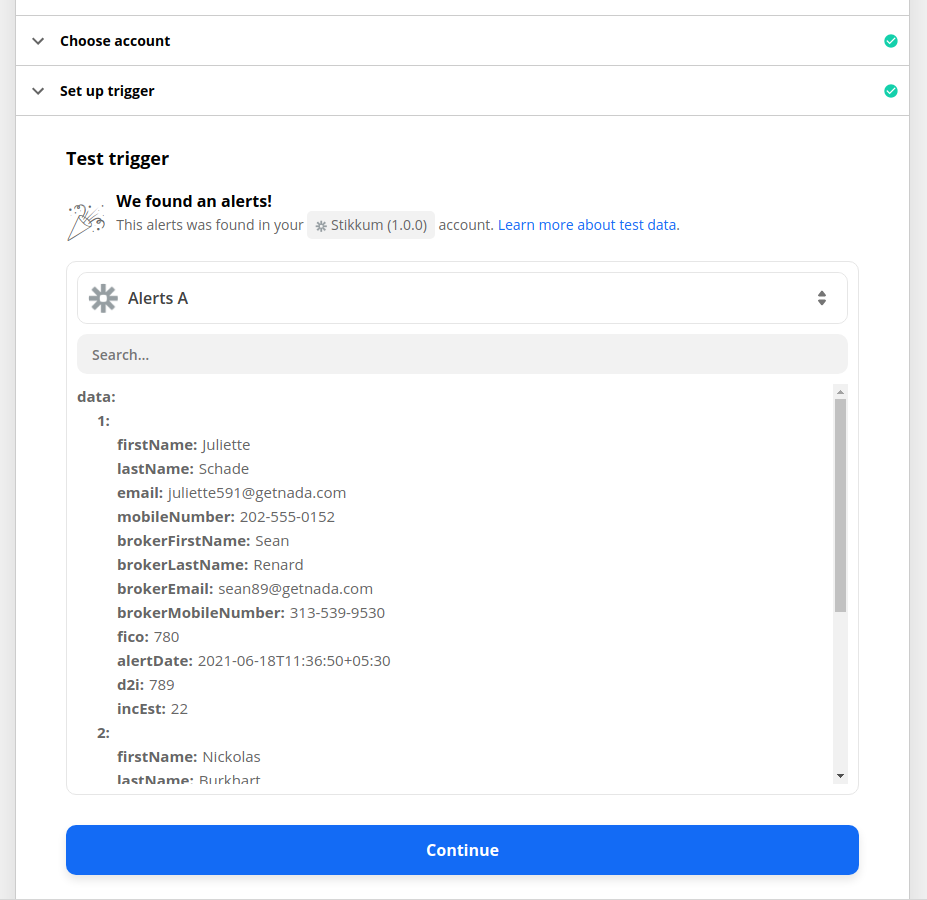 Choose account
Set up trigger
Test trigger
We found an alerts!
This alerts was found in your Stikkum (1.0.0) account. Learn more about test data.
Alerts A
Search...
data:
1:
firstName: Juliette
lastName: Schade
email: juliette591@getnada.com
mobileNumber: 202-555-0152
brokerFirstName: Sean
brokerLastName: Renard
brokerEmail: sean89@getnada.com
brokerMobileNumber: 313-539-9530
fico: 780
alertDate: 2021-06-18T11:36:50+05:30
d2i: 789
incEst: 22
2:
firstName: Nickolas
lastName: Burkhart
Continue